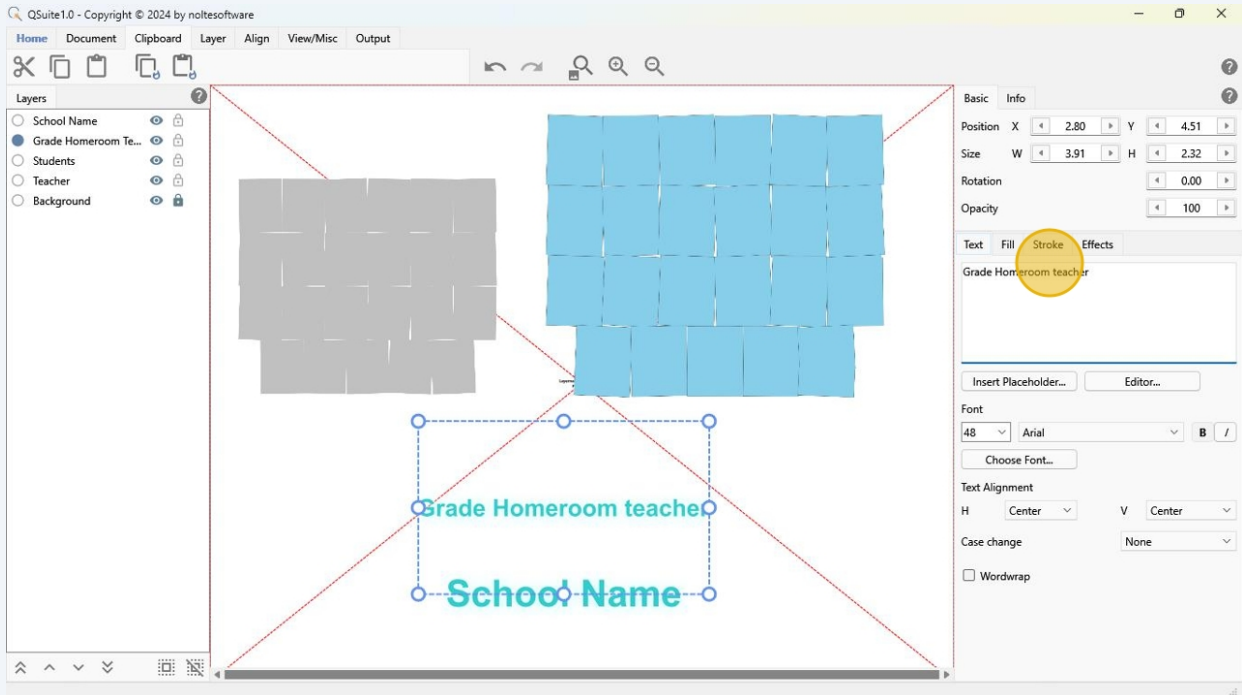 QSuite1.0 - Copyright © 2024 by noltesoftware
Home Document Clipboard Layer Align View/Misc Output
Layers
School Name
Grade Homeroom Te...
Students
Teacher
Background
Basic Info
Position X 2.80 Y 4.51
Size W 3.91 H 2.32
Rotation 0.00
Opacity 100
Text Fill Stroke Effects
Grade Homeroom teacher
Insert Placeholder... Editor...
Font
48 Arial B I
Choose Font...
Text Alignment
H Center V Center
Case change None
Wordwrap
Grade Homeroom teacher
School Name